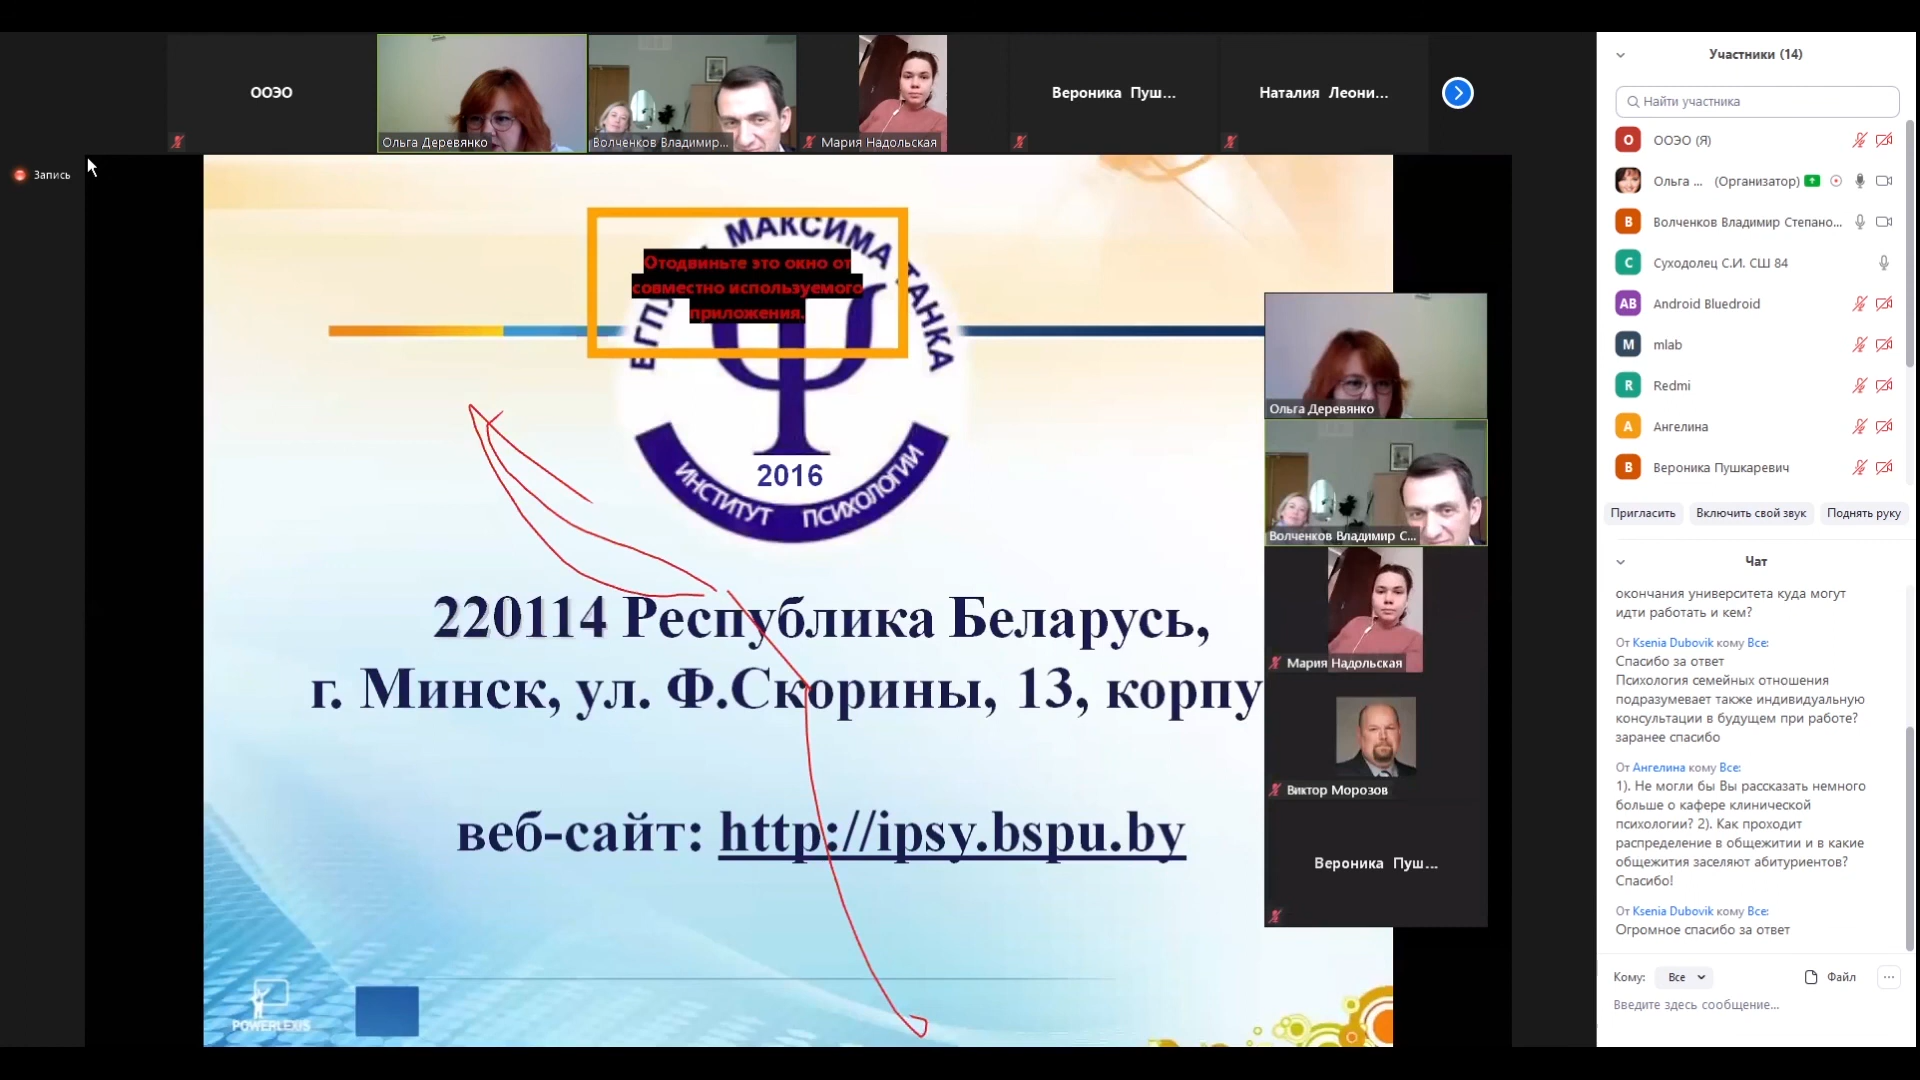 ООЭО
Ольга Деревянко
Волченков Владимир...
Мария Надольская
Вероника Пуш...
Наталия Леони...
Запись
МАКСИМА ТАНКА
Отодвиньте это окно от
совместно используемого
приложения.
2016
ИНСТИТУТ ПСИХОЛОГИИ
220114 Республика Беларусь,
г. Минск, ул. Ф.Скорины, 13, корпу
веб-сайт: http://ipsy.bspu.by
POWERLEXIS
Ольга Деревянко
Волченков Владимир С...
Мария Надольская
Виктор Морозов
Вероника Пуш...
Участники (14)
Найти участника
О ООЭО (Я)
Ольга ... (Организатор)
В Волченков Владимир Степано...
С Суходолец С.И. СШ 84
AB Android Bluedroid
M mlab
R Redmi
А Ангелина
В Вероника Пушкаревич
Пригласить Включить свой звук Поднять руку
Чат
окончания университета куда могут
идти работать и кем?
От Ksenia Dubovik кому Все:
Спасибо за ответ
Психология семейных отношения
подразумевает также индивидуальную
консультации в будущем при работе?
заранее спасибо
От Ангелина кому Все:
1). Не могли бы Вы рассказать немного
больше о кафере клинической
психологии? 2). Как проходит
распределение в общежитии и в какие
общежития заселяют абитуриентов?
Спасибо!
От Ksenia Dubovik кому Все:
Огромное спасибо за ответ
Кому: Все Файл ...
Введите здесь сообщение...